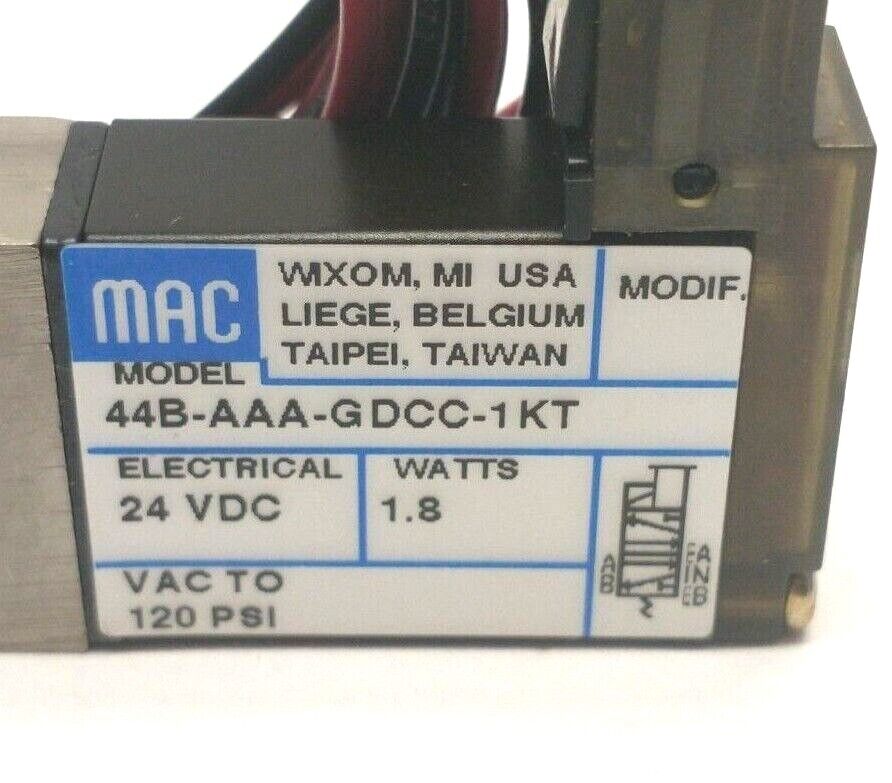 MAC
WIXOM, MI USA
LIEGE, BELGIUM
TAIPEI, TAIWAN
MODIF.
MODEL
44B-AAA-GDCC-1KT
ELECTRICAL
24 VDC
WATTS
1.8
VAC TO
120 PSI
A
B